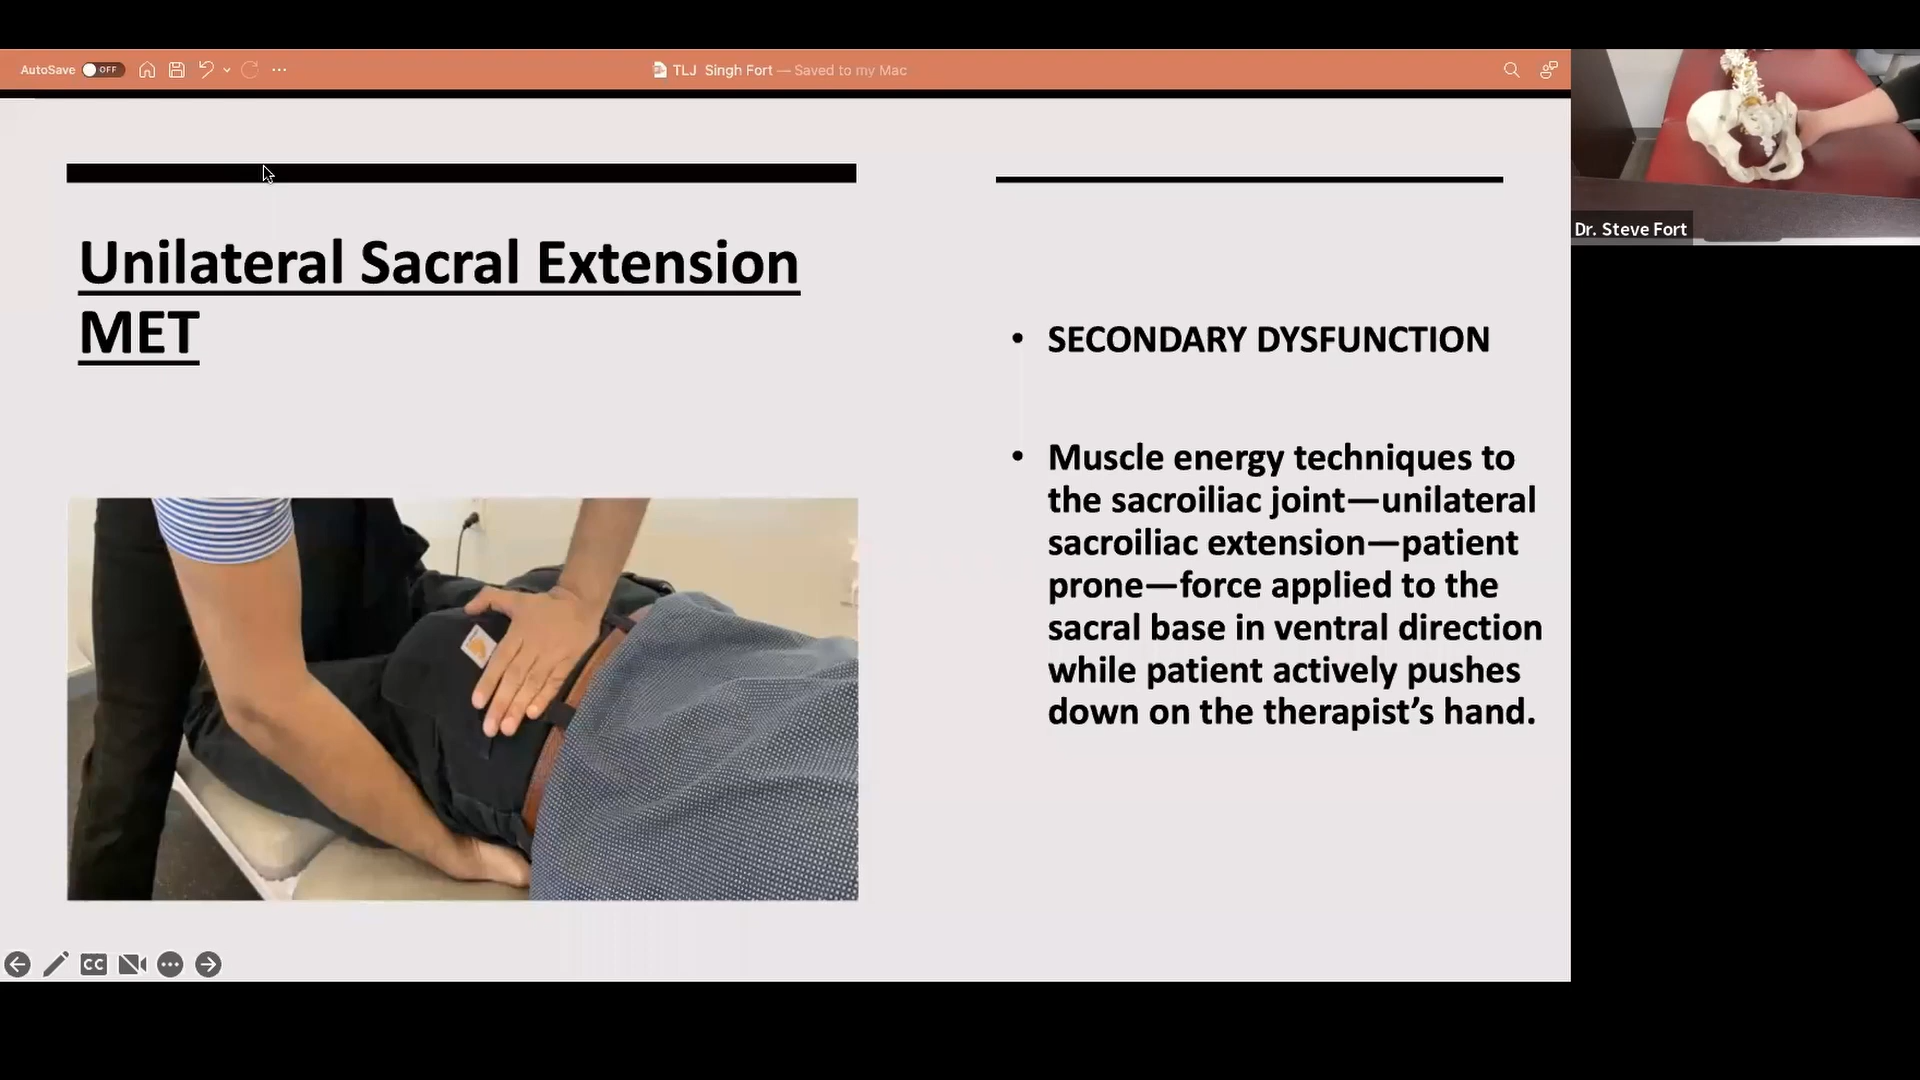 AutoSave OFF
TLJ Singh Fort — Saved to my Mac
Unilateral Sacral Extension
MET
• SECONDARY DYSFUNCTION
• Muscle energy techniques to
the sacroiliac joint—unilateral
sacroiliac extension—patient
prone—force applied to the
sacral base in ventral direction
while patient actively pushes
down on the therapist’s hand.
Dr. Steve Fort
CC